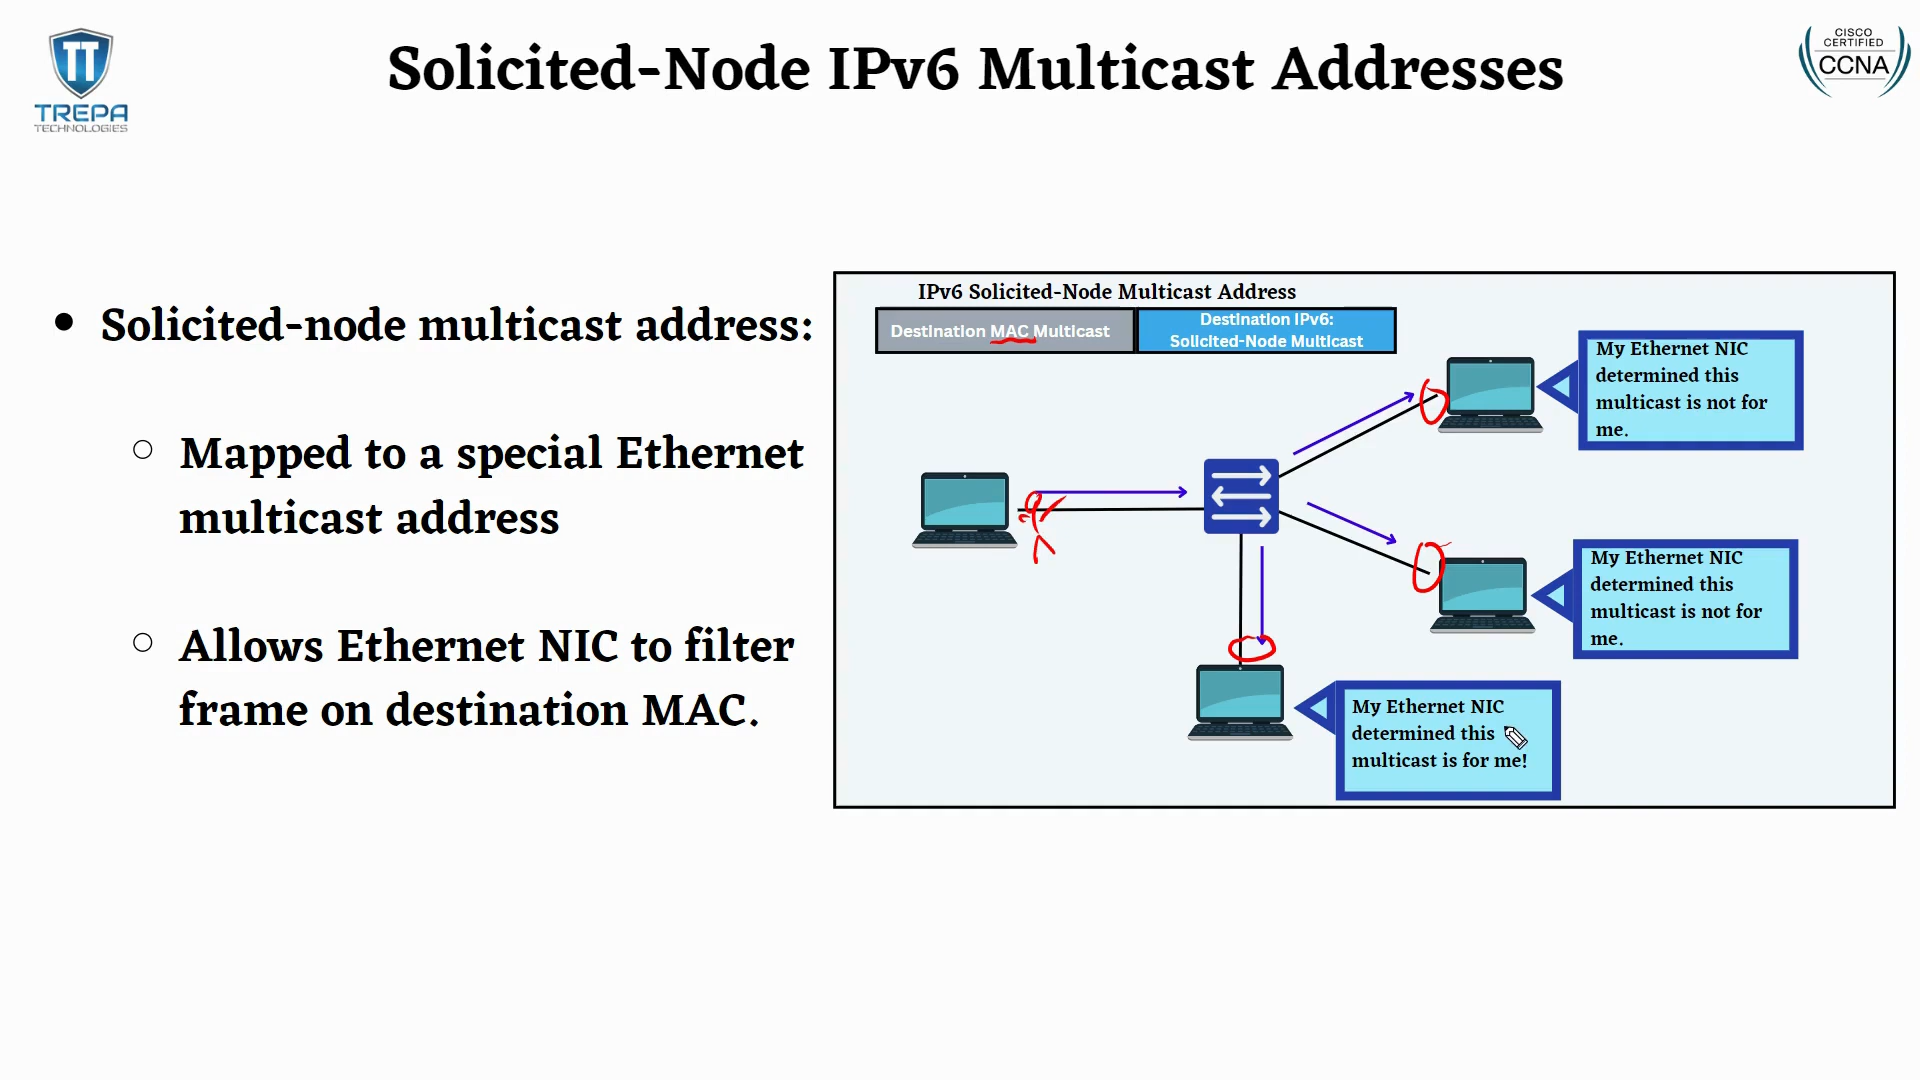 TT
TREPA
TECHNOLOGIES
Solicited-Node IPv6 Multicast Addresses
CISCO
CERTIFIED
CCNA
Solicited-node multicast address:
Mapped to a special Ethernet
multicast address
Allows Ethernet NIC to filter
frame on destination MAC.
IPv6 Solicited-Node Multicast Address
Destination MAC Multicast
Destination IPv6:
Solicited-Node Multicast
My Ethernet NIC
determined this
multicast is not for
me.
My Ethernet NIC
determined this
multicast is not for
me.
My Ethernet NIC
determined this
multicast is for me!